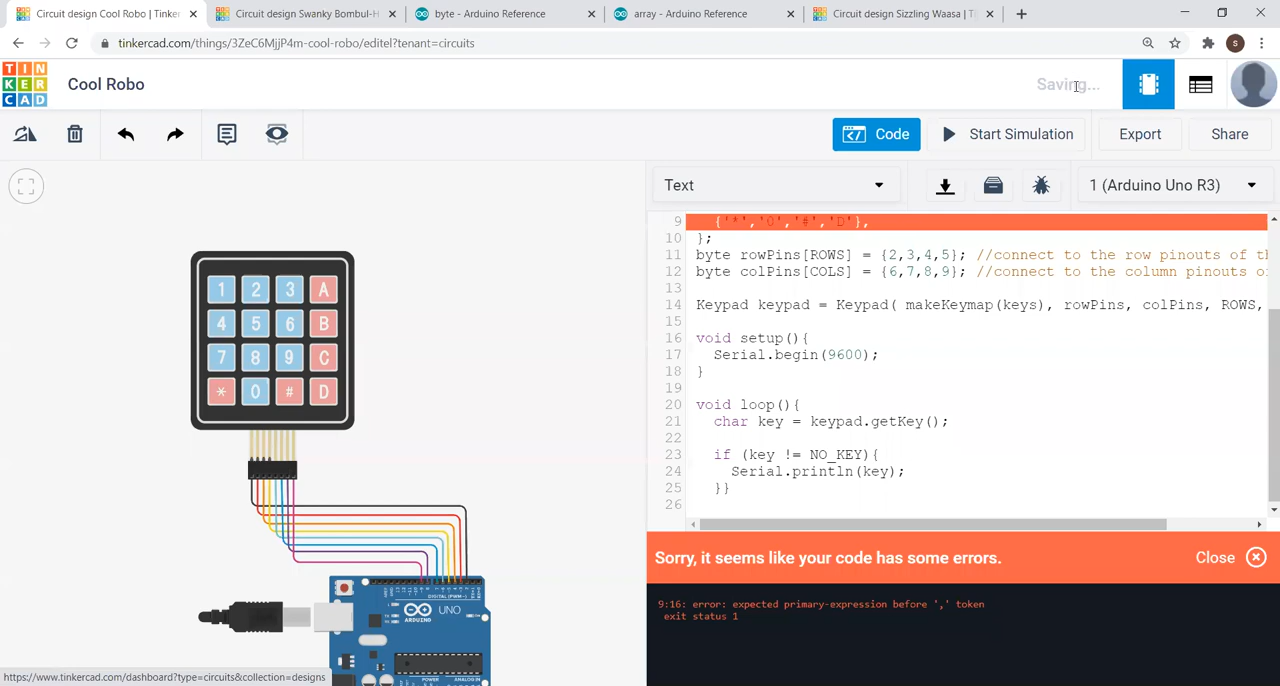 Circuit design Cool Robo | Tinker
Circuit design Swanky Bombul-H
byte - Arduino Reference
array - Arduino Reference
Circuit design Sizzling Waasa | Ti
tinkercad.com/things/3ZeC6MjjP4m-cool-robo/editel?tenant=circuits
S
TIN
KER
CAD
Cool Robo
Saving...
Code
Start Simulation
Export
Share
Text
1 (Arduino Uno R3)
9 {'*','0','#','D'},
10 };
11 byte rowPins[ROWS] = {2,3,4,5}; //connect to the row pinouts of th
12 byte colPins[COLS] = {6,7,8,9}; //connect to the column pinouts o
13
14 Keypad keypad = Keypad( makeKeymap(keys), rowPins, colPins, ROWS,
15
16 void setup(){
17 Serial.begin(9600);
18 }
19
20 void loop(){
21 char key = keypad.getKey();
22
23 if (key != NO_KEY){
24 Serial.println(key);
25 }}
26
1 2 3 A
4 5 6 B
7 8 9 C
* 0 # D
DIGITAL (PWM~)
UNO
ARDUINO
POWER
ANALOG IN
Sorry, it seems like your code has some errors.
Close
9:16: error: expected primary-expression before ',' token
exit status 1
https://www.tinkercad.com/dashboard?type=circuits&collection=designs